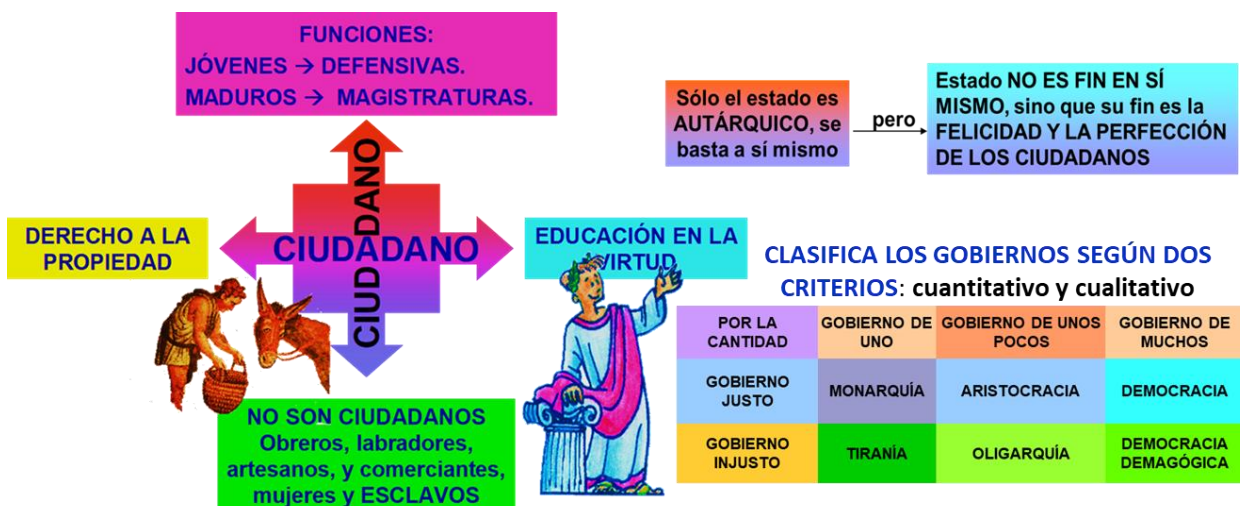 FUNCIONES:
JÓVENES → DEFENSIVAS.
MADUROS → MAGISTRATURAS.
DERECHO A LA
PROPIEDAD
CIUDADANO
CIUDADANO
EDUCACIÓN EN LA
VIRTUD
NO SON CIUDADANOS
Obreros, labradores,
artesanos, y comerciantes,
mujeres y ESCLAVOS
Sólo el estado es
AUTÁRQUICO, se
basta a sí mismo
pero
Estado NO ES FIN EN SÍ
MISMO, sino que su fin es la
FELICIDAD Y LA PERFECCIÓN
DE LOS CIUDADANOS
CLASIFICA LOS GOBIERNOS SEGÚN DOS
CRITERIOS: cuantitativo y cualitativo
POR LA
CANTIDAD
GOBIERNO DE
UNO
GOBIERNO DE UNOS
POCOS
GOBIERNO DE
MUCHOS
GOBIERNO
JUSTO
MONARQUÍA
ARISTOCRACIA
DEMOCRACIA
GOBIERNO
INJUSTO
TIRANÍA
OLIGARQUÍA
DEMOCRACIA
DEMAGÓGICA